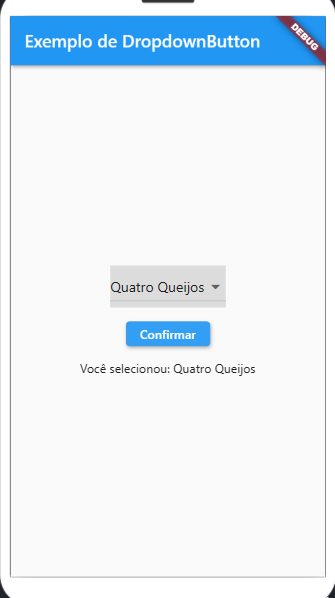 Exemplo de DropdownButton
DEBUG
Quatro Queijos
Confirmar
Você selecionou: Quatro Queijos